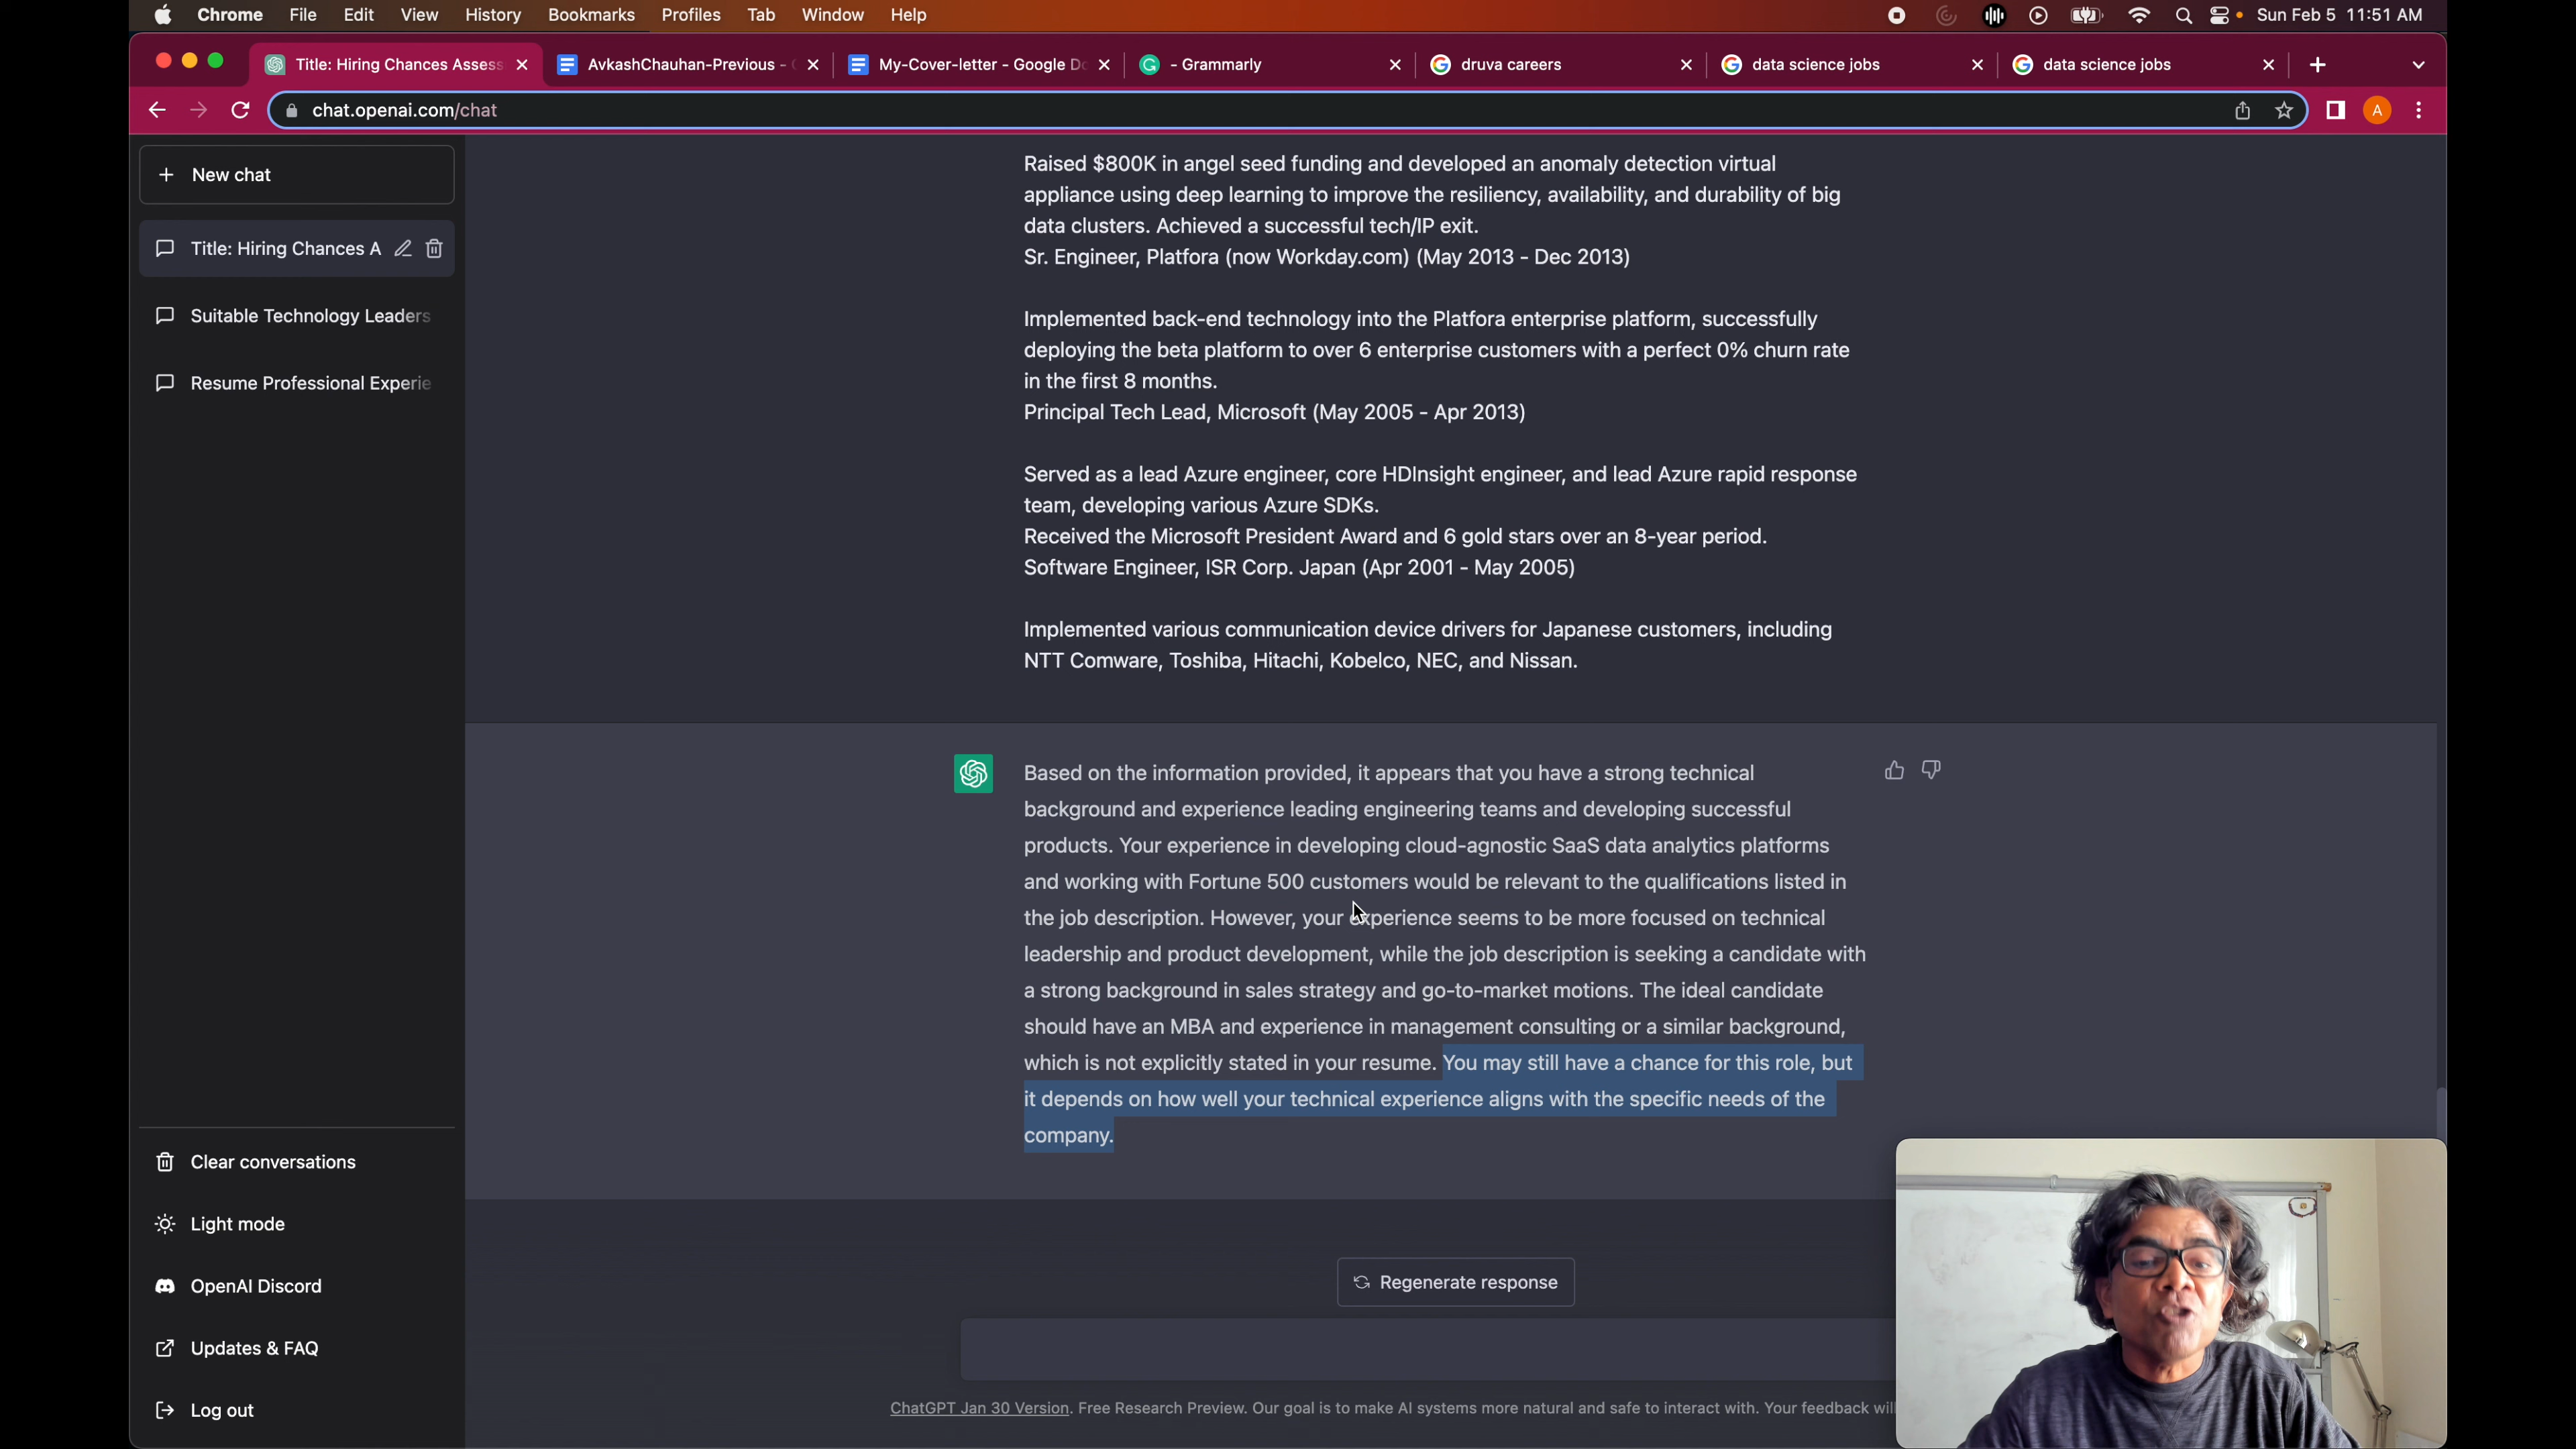 Chrome File Edit View History Bookmarks Profiles Tab Window Help Sun Feb 5 11:51 AM
Title: Hiring Chances Assess AvkashChauhan-Previous - My-Cover-letter - Google Do - Grammarly druva careers data science jobs data science jobs
chat.openai.com/chat A
New chat
Title: Hiring Chances A
Suitable Technology Leaders
Resume Professional Experie
Clear conversations
Light mode
OpenAI Discord
Updates & FAQ
Log out
Raised $800K in angel seed funding and developed an anomaly detection virtual
appliance using deep learning to improve the resiliency, availability, and durability of big
data clusters. Achieved a successful tech/IP exit.
Sr. Engineer, Platfora (now Workday.com) (May 2013 - Dec 2013)
Implemented back-end technology into the Platfora enterprise platform, successfully
deploying the beta platform to over 6 enterprise customers with a perfect 0% churn rate
in the first 8 months.
Principal Tech Lead, Microsoft (May 2005 - Apr 2013)
Served as a lead Azure engineer, core HDInsight engineer, and lead Azure rapid response
team, developing various Azure SDKs.
Received the Microsoft President Award and 6 gold stars over an 8-year period.
Software Engineer, ISR Corp. Japan (Apr 2001 - May 2005)
Implemented various communication device drivers for Japanese customers, including
NTT Comware, Toshiba, Hitachi, Kobelco, NEC, and Nissan.
Based on the information provided, it appears that you have a strong technical
background and experience leading engineering teams and developing successful
products. Your experience in developing cloud-agnostic SaaS data analytics platforms
and working with Fortune 500 customers would be relevant to the qualifications listed in
the job description. However, your experience seems to be more focused on technical
leadership and product development, while the job description is seeking a candidate with
a strong background in sales strategy and go-to-market motions. The ideal candidate
should have an MBA and experience in management consulting or a similar background,
which is not explicitly stated in your resume. You may still have a chance for this role, but
it depends on how well your technical experience aligns with the specific needs of the
company.
Regenerate response
ChatGPT Jan 30 Version. Free Research Preview. Our goal is to make AI systems more natural and safe to interact with. Your feedback wil